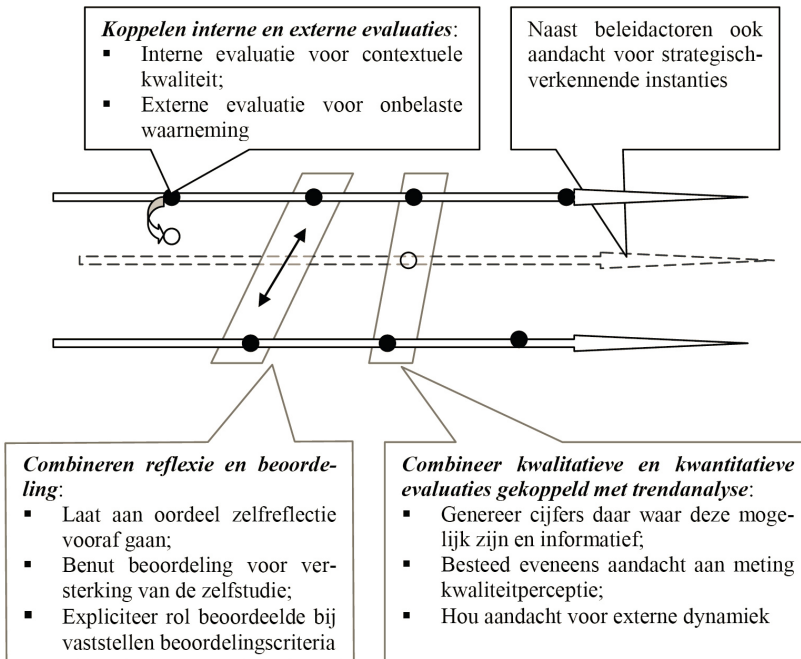 Koppelen interne en externe evaluaties:
▪ Interne evaluatie voor contextuele
kwaliteit;
▪ Externe evaluatie voor onbelaste
waarneming
Naast beleidactoren ook
aandacht voor strategisch-
verkennende instanties
Combineren reflexie en beoorde-
ling:
▪ Laat aan oordeel zelfreflectie
vooraf gaan;
▪ Benut beoordeling voor ver-
sterking van de zelfstudie;
▪ Expliciteer rol beoordeelde bij
vaststellen beoordelingscriteria
Combineer kwalitatieve en kwantitatieve
evaluaties gekoppeld met trendanalyse:
▪ Genereer cijfers daar waar deze moge-
lijk zijn en informatief;
▪ Besteed eveneens aandacht aan meting
kwaliteitperceptie;
▪ Hou aandacht voor externe dynamiek